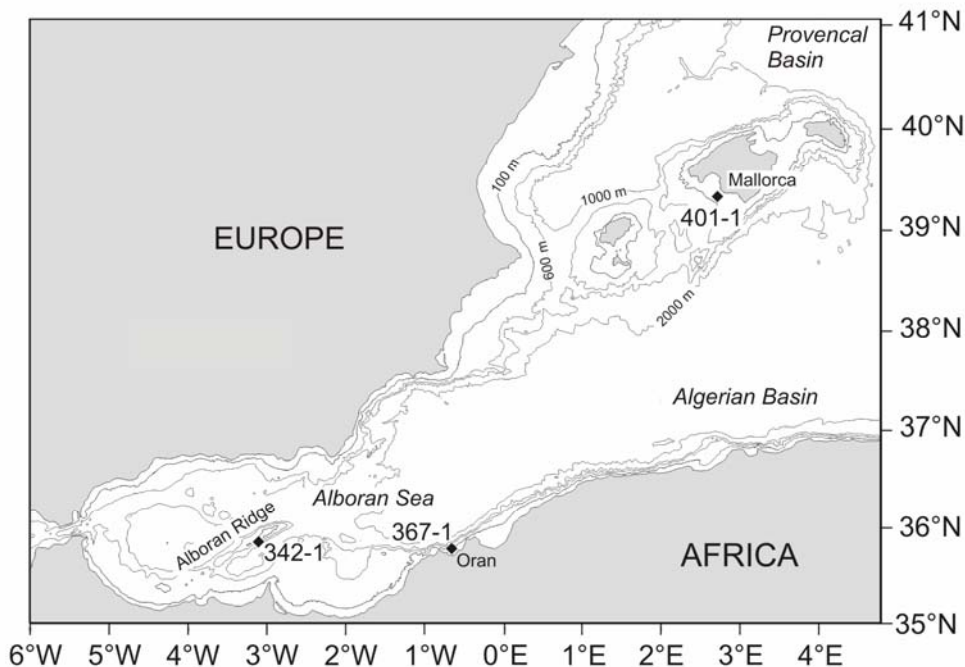 41°N
Provencal
Basin
40°N
100 m
Mallorca
1000 m
401-1
39°N
EUROPE
600 m
2000 m
38°N
Algerian Basin
37°N
Alboran Sea
367-1
36°N
Alboran Ridge
342-1
Oran
AFRICA
35°N
6°W 5°W 4°W 3°W 2°W 1°W 0°E 1°E 2°E 3°E 4°E